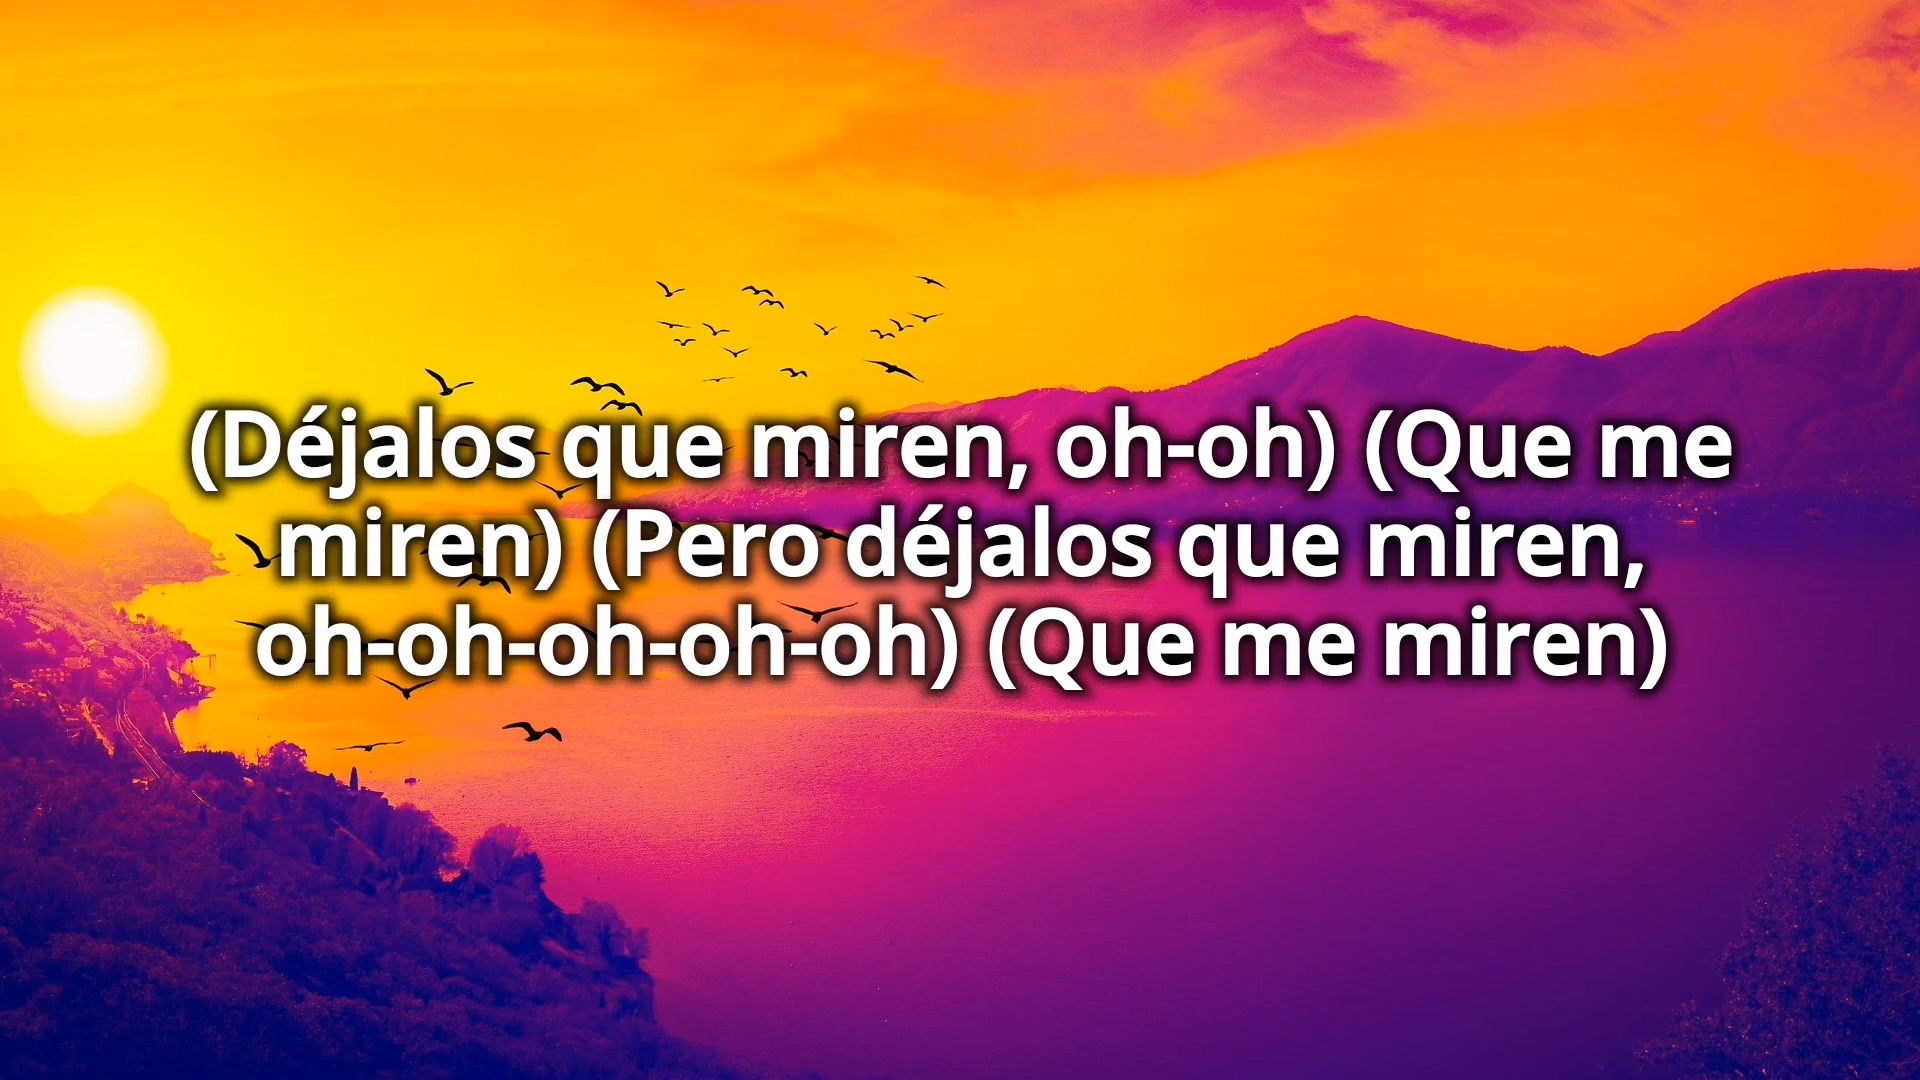 (Déjalos que miren, oh-oh) (Que me
miren) (Pero déjalos que miren,
oh-oh-oh-oh-oh) (Que me miren)